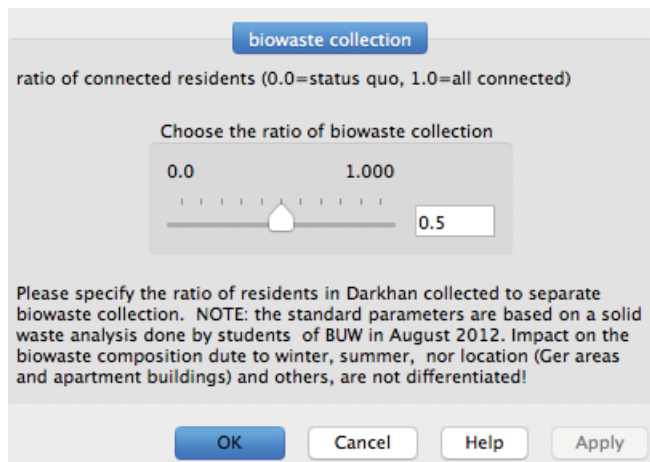 biowaste collection
ratio of connected residents (0.0=status quo, 1.0=all connected)
Choose the ratio of biowaste collection
0.0 1.000
0.5
Please specify the ratio of residents in Darkhan collected to separate
biowaste collection.  NOTE: the standard parameters are based on a solid
waste analysis done by students  of BUW in August 2012. Impact on the
biowaste composition dute to winter, summer,  nor location (Ger areas
and apartment buildings) and others, are not differentiated!
OK Cancel Help Apply